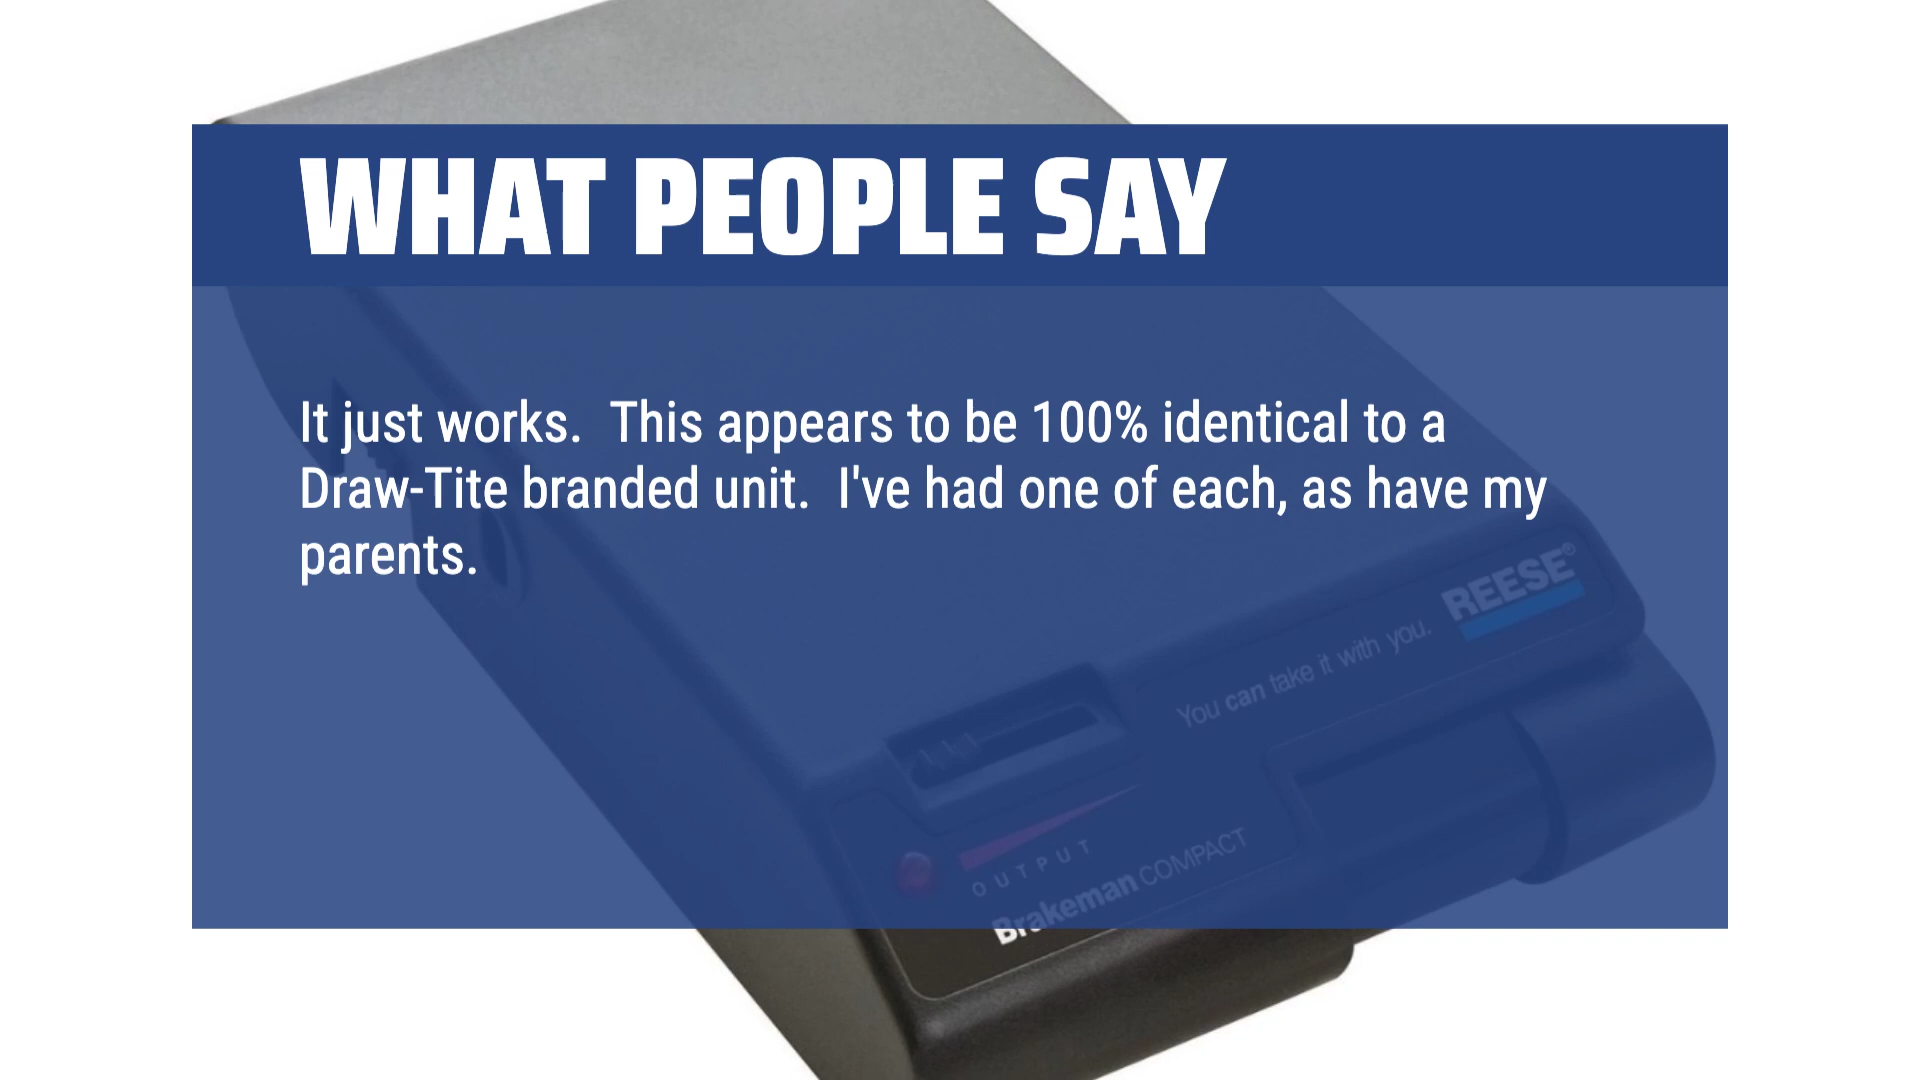 WHAT PEOPLE SAY
It just works.  This appears to be 100% identical to a
Draw-Tite branded unit.  I've had one of each, as have my
parents.
REESE®
You can take it with you.
OUTPUT
Brakeman COMPACT